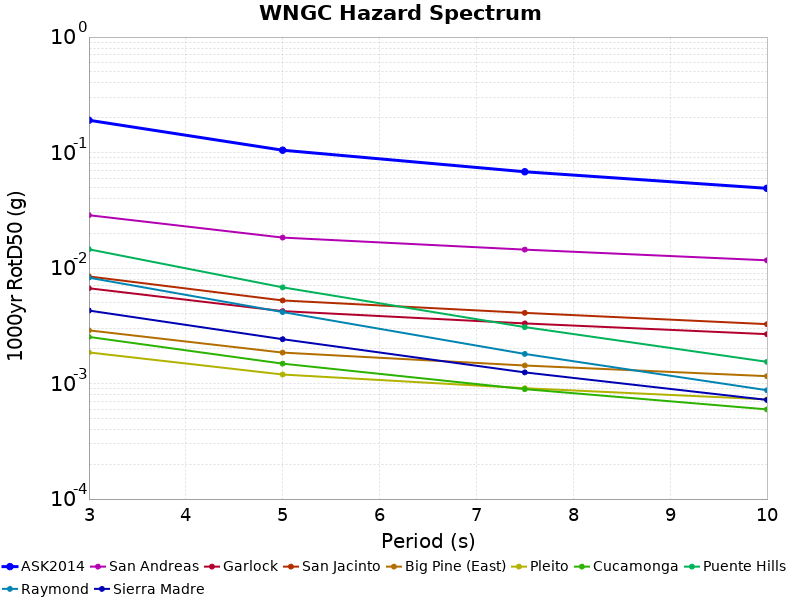 WNGC Hazard Spectrum
10^0
10^-1
10^-2
10^-3
10^-4
1000yr RotD50 (g)
3 4 5 6 7 8 9 10
Period (s)
ASK2014 San Andreas Garlock San Jacinto Big Pine (East) Pleito Cucamonga Puente Hills
Raymond Sierra Madre